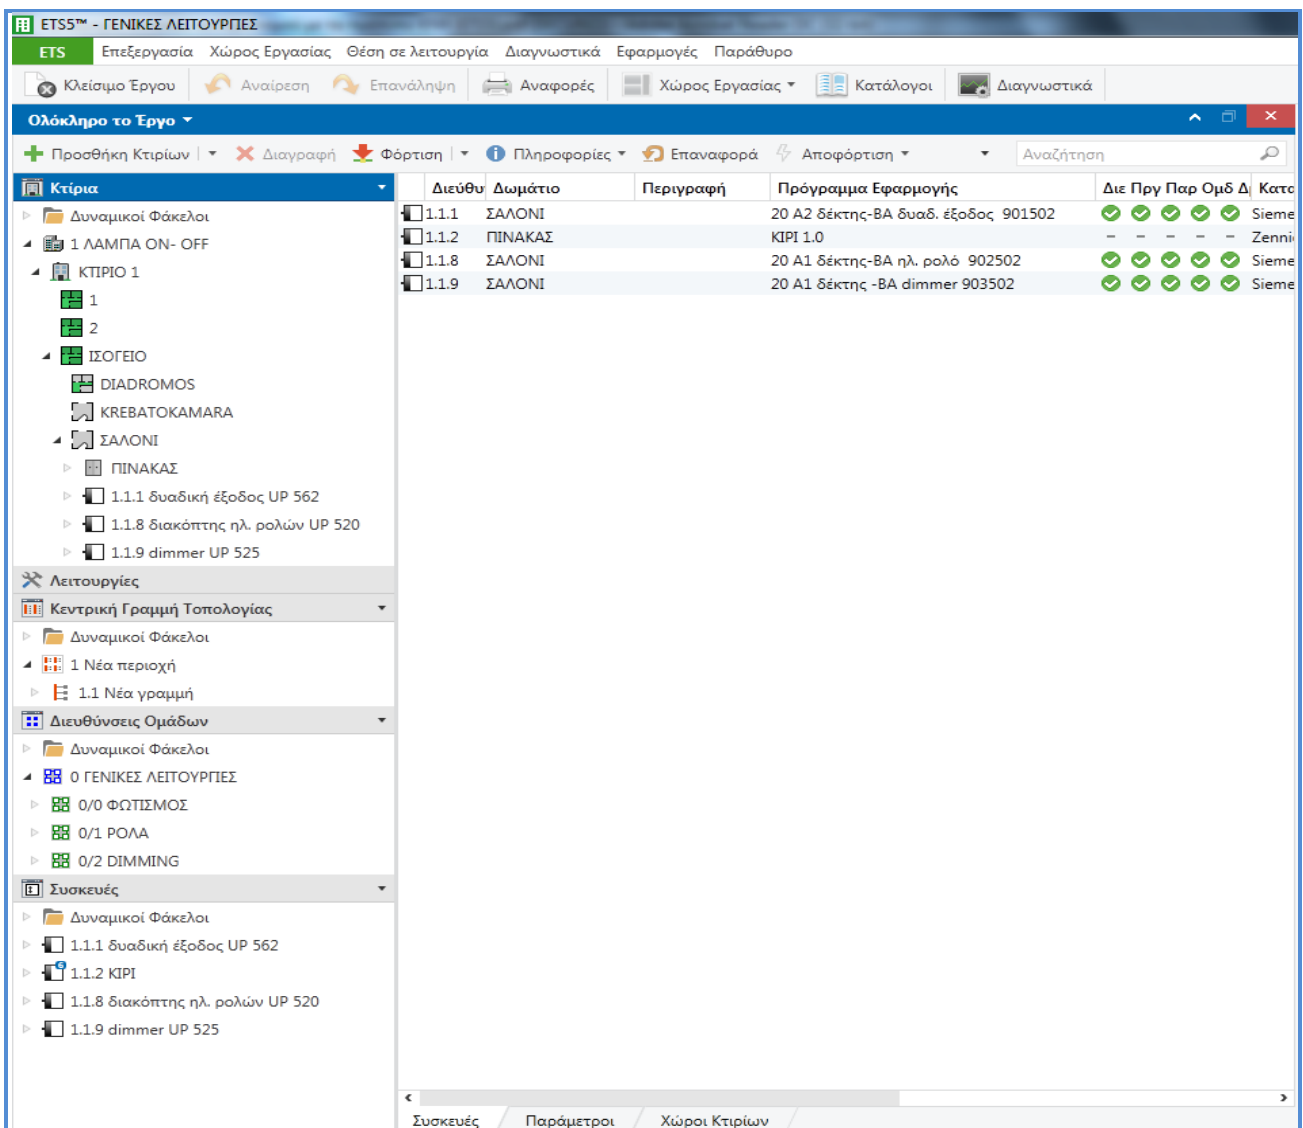 ETS5™ - ΓΕΝΙΚΕΣ ΛΕΙΤΟΥΡΓΙΕΣ
ETS Επεξεργασία Χώρος Εργασίας Θέση σε λειτουργία Διαγνωστικά Εφαρμογές Παράθυρο
Κλείσιμο Έργου Αναίρεση Επανάληψη Αναφορές Χώρος Εργασίας Κατάλογοι Διαγνωστικά
Ολόκληρο το Έργο
Προσθήκη Κτιρίων Διαγραφή Φόρτιση Πληροφορίες Επαναφορά Αποφόρτιση Αναζήτηση
Κτίρια
Δυναμικοί Φάκελοι
1 ΛΑΜΠΑ ON- OFF
ΚΤΙΡΙΟ 1
1
2
ΙΣΟΓΕΙΟ
DIADROMOS
KREBATOKAMARA
ΣΑΛΟΝΙ
ΠΙΝΑΚΑΣ
1.1.1 δυαδική έξοδος UP 562
1.1.8 διακόπτης ηλ. ρολών UP 520
1.1.9 dimmer UP 525
Λειτουργίες
Κεντρική Γραμμή Τοπολογίας
Δυναμικοί Φάκελοι
1 Νέα περιοχή
1.1 Νέα γραμμή
Διευθύνσεις Ομάδων
Δυναμικοί Φάκελοι
0 ΓΕΝΙΚΕΣ ΛΕΙΤΟΥΡΓΙΕΣ
0/0 ΦΩΤΙΣΜΟΣ
0/1 ΡΟΛΑ
0/2 DIMMING
Συσκευές
Δυναμικοί Φάκελοι
1.1.1 δυαδική έξοδος UP 562
1.1.2 KIPI
1.1.8 διακόπτης ηλ. ρολών UP 520
1.1.9 dimmer UP 525
Διεύθυ Δωμάτιο Περιγραφή Πρόγραμμα Εφαρμογής Διε Πργ Παρ Ομδ Δ Κατα
1.1.1 ΣΑΛΟΝΙ 20 A2 δέκτης-BA δυαδ. έξοδος 901502 Sieme
1.1.2 ΠΙΝΑΚΑΣ KIPI 1.0 - - - - - Zenni
1.1.8 ΣΑΛΟΝΙ 20 A1 δέκτης-BA ηλ. ρολό 902502 Sieme
1.1.9 ΣΑΛΟΝΙ 20 A1 δέκτης -BA dimmer 903502 Sieme
Συσκευές Παράμετροι Χώροι Κτιρίων